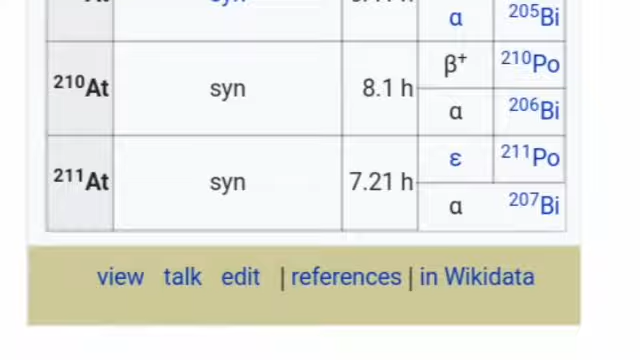 α ²⁰⁵Bi
²¹⁰At syn 8.1 h β⁺ ²¹⁰Po
α ²⁰⁶Bi
²¹¹At syn 7.21 h ε ²¹¹Po
α ²⁰⁷Bi
view talk edit | references | in Wikidata